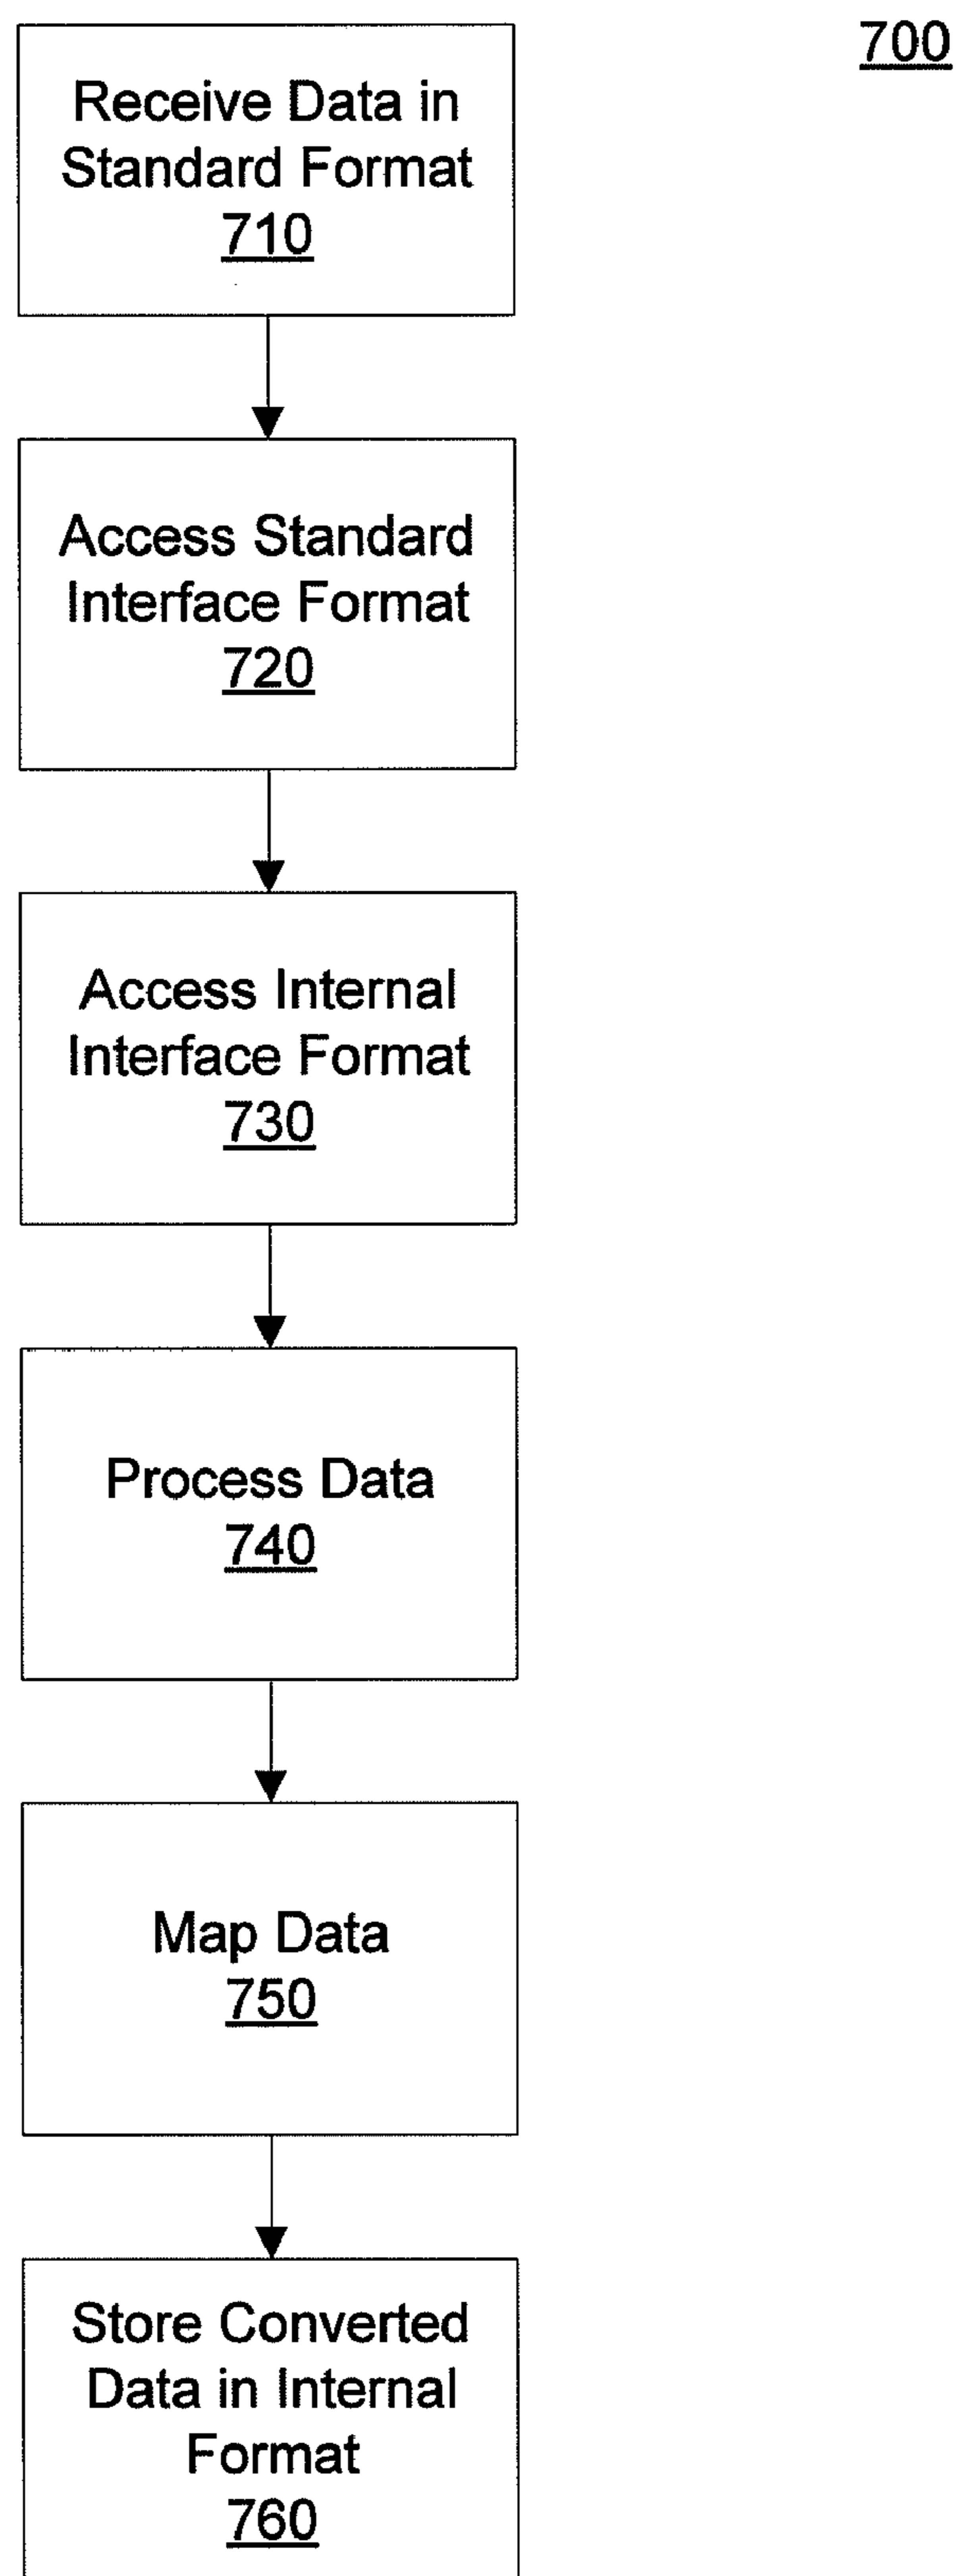 700
Receive Data in
Standard Format
710
Access Standard
Interface Format
720
Access Internal
Interface Format
730
Process Data
740
Map Data
750
Store Converted
Data in Internal
Format
760